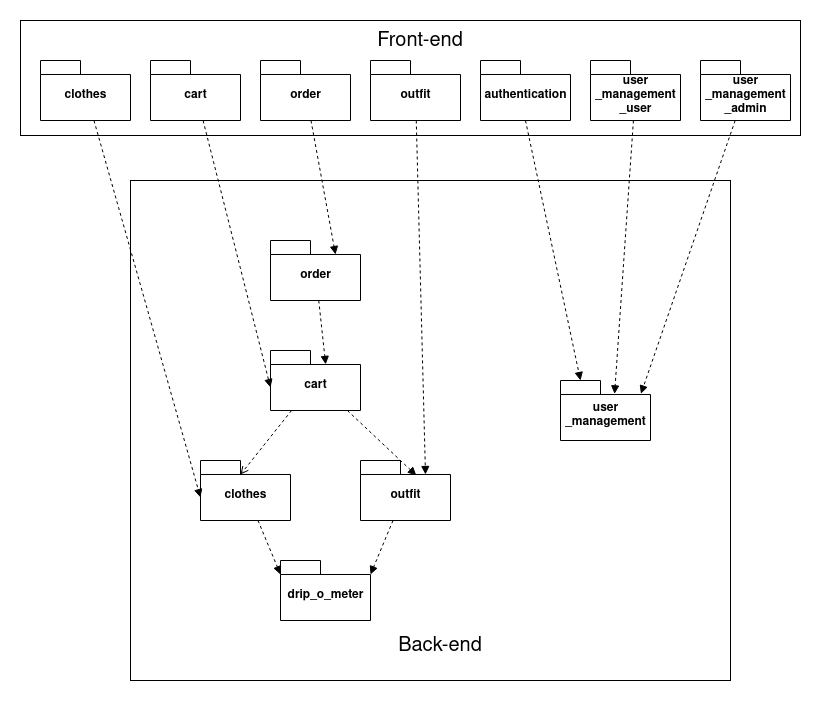 Front-end
clothes
cart
order
outfit
authentication
user
_management
_user
user
_management
_admin
order
cart
user
_management
clothes
outfit
drip_o_meter
Back-end